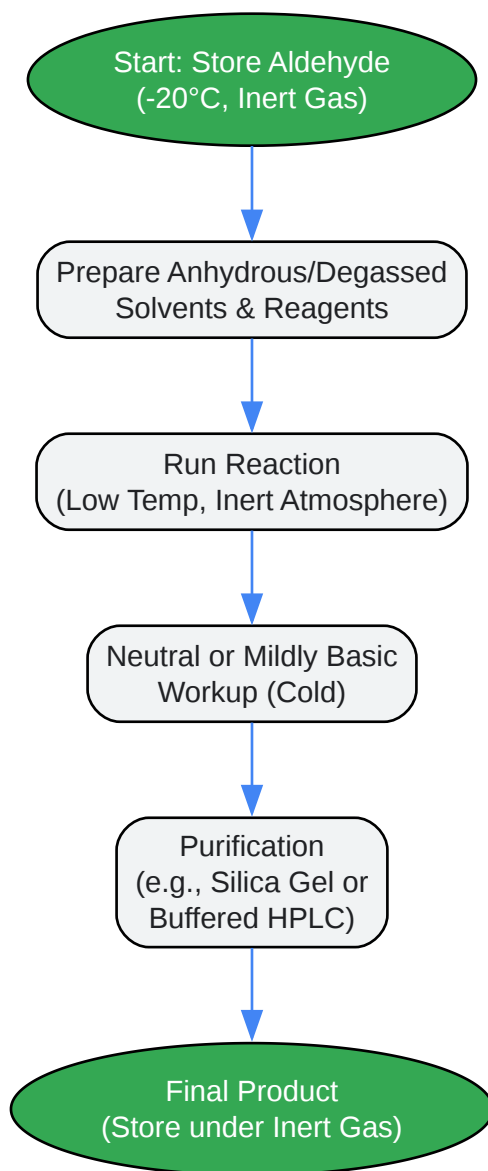 Start: Store Aldehyde
(-20°C, Inert Gas)
Prepare Anhydrous/Degassed
Solvents & Reagents
Run Reaction
(Low Temp, Inert Atmosphere)
Neutral or Mildly Basic
Workup (Cold)
Purification
(e.g., Silica Gel or
Buffered HPLC)
Final Product
(Store under Inert Gas)